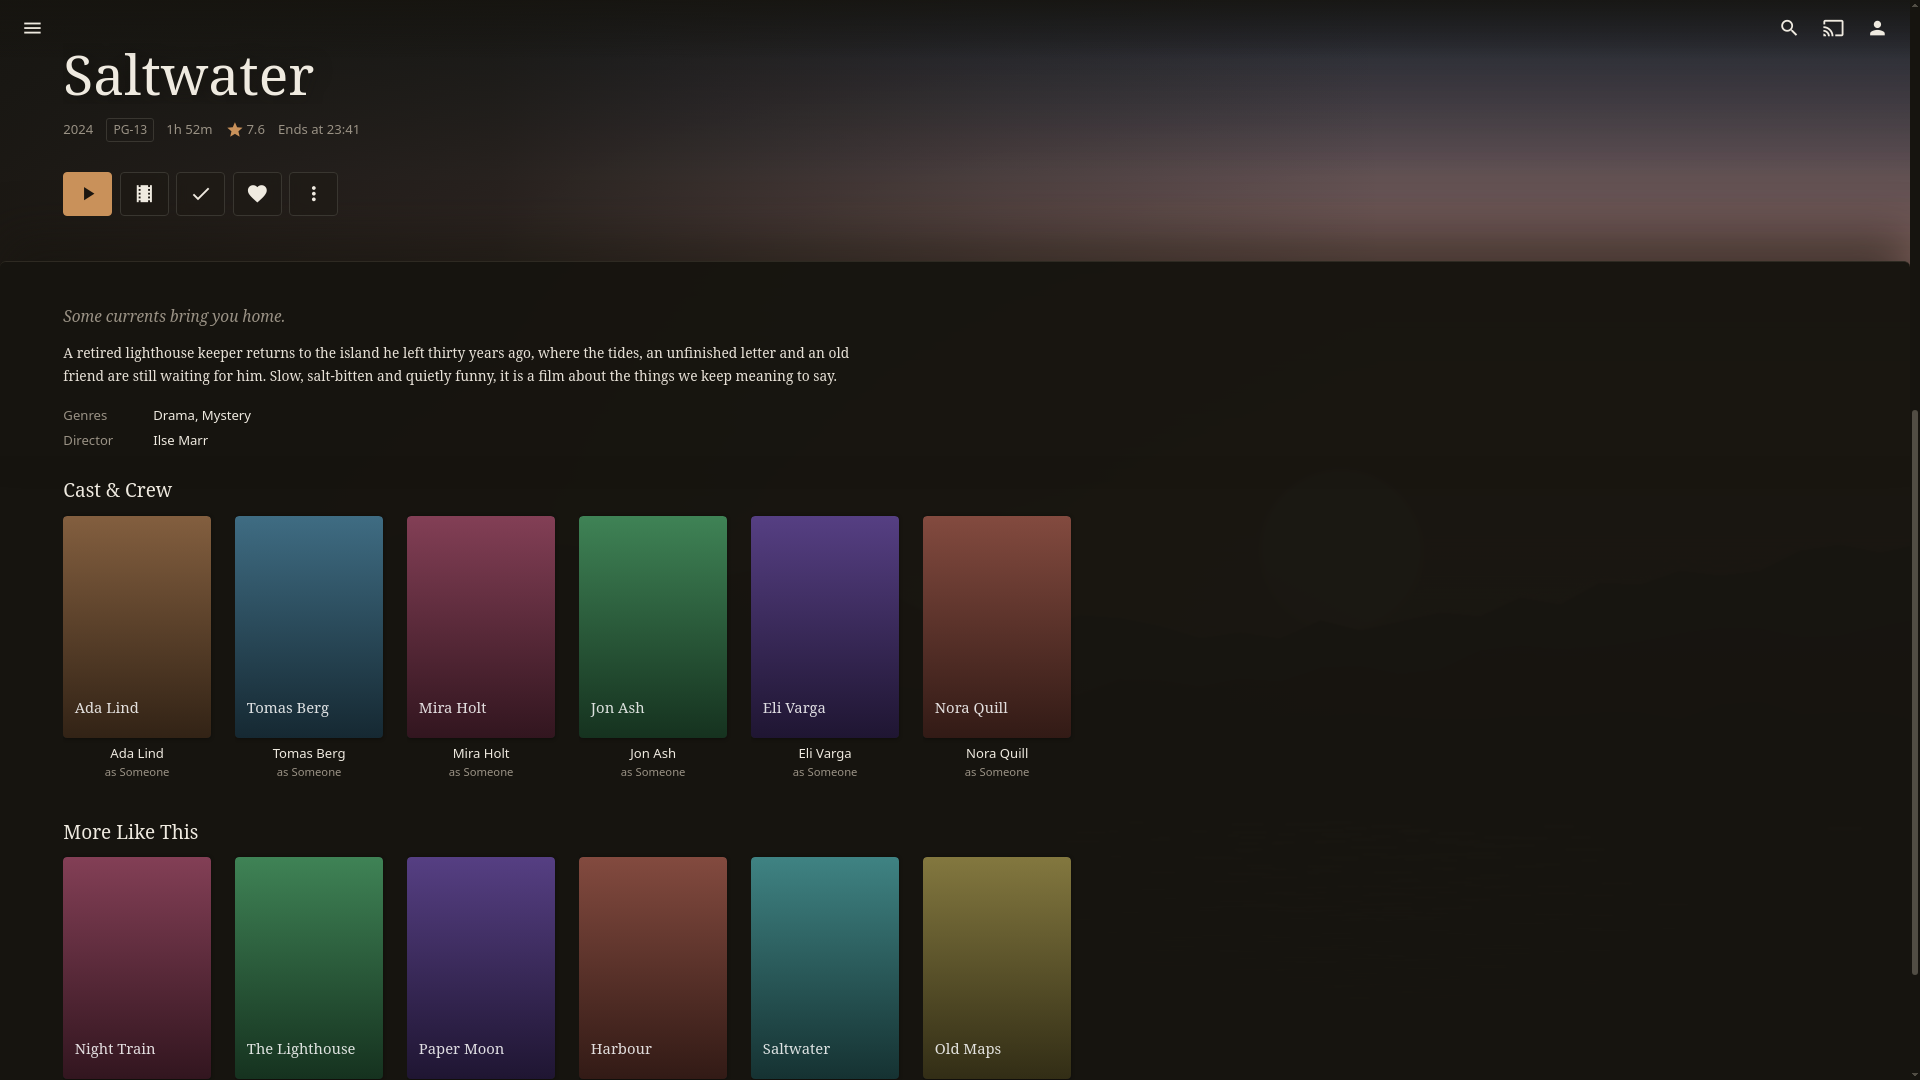 Saltwater
2024 PG-13 1h 52m 7.6 Ends at 23:41
Some currents bring you home.
A retired lighthouse keeper returns to the island he left thirty years ago, where the tides, an unfinished letter and an old
friend are still waiting for him. Slow, salt-bitten and quietly funny, it is a film about the things we keep meaning to say.
Genres Drama, Mystery
Director Ilse Marr
Cast & Crew
Ada Lind Tomas Berg Mira Holt Jon Ash Eli Varga Nora Quill
Ada Lind Tomas Berg Mira Holt Jon Ash Eli Varga Nora Quill
as Someone as Someone as Someone as Someone as Someone as Someone
More Like This
Night Train The Lighthouse Paper Moon Harbour Saltwater Old Maps